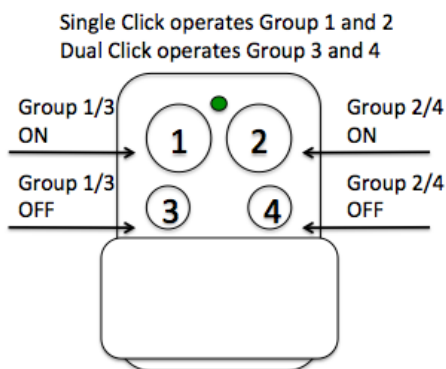 Single Click operates Group 1 and 2
Dual Click operates Group 3 and 4
Group 1/3
ON
Group 2/4
ON
1
2
Group 1/3
OFF
Group 2/4
OFF
3
4